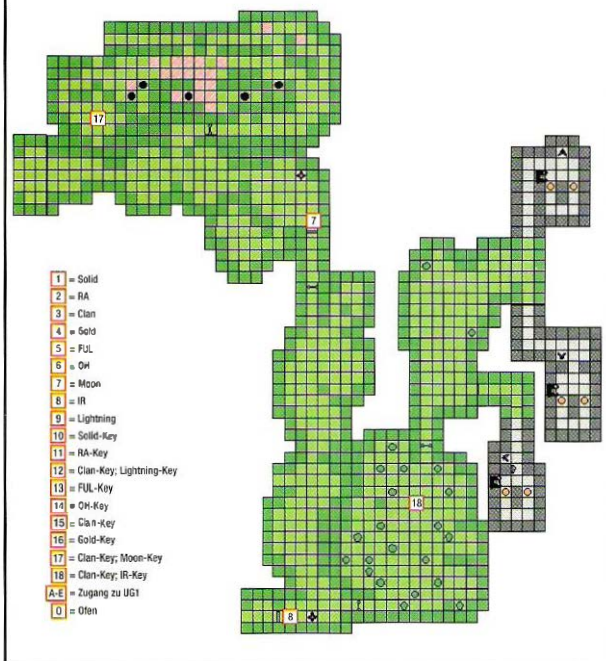 17
7
1 = Solid
2 = RA
3 = Clan
4 = Gold
5 = FUL
6 = OH
7 = Moon
8 = IR
9 = Lightning
10 = Solid-Key
11 = RA-Key
12 = Clan-Key; Lightning-Key
13 = FUL-Key
14 = OH-Key
15 = Clan-Key
16 = Gold-Key
17 = Clan-Key; Moon-Key
18 = Clan-Key; IR-Key
A-E = Zugang zu UG1
O = Ofen
18
8